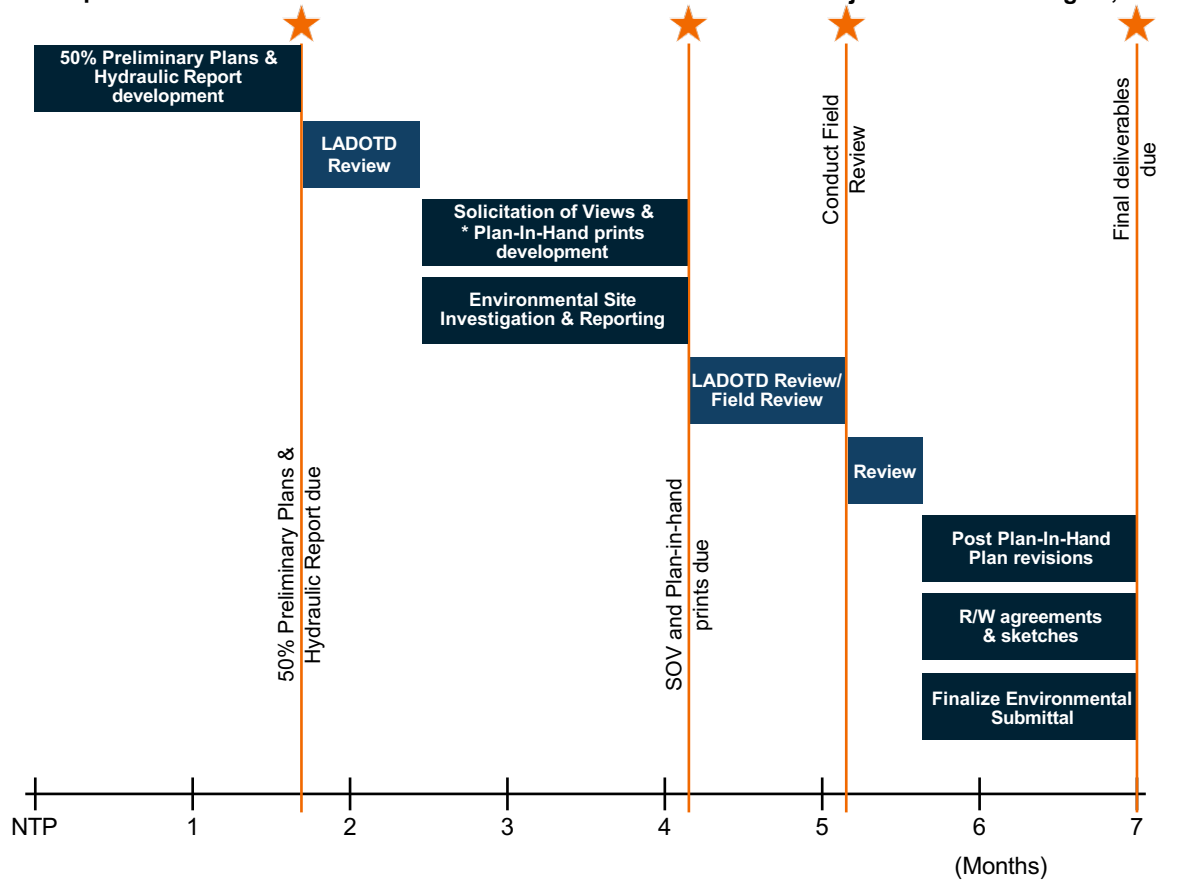 50% Preliminary Plans &
Hydraulic Report
development
LADOTD
Review
Solicitation of Views &
* Plan-In-Hand prints
development
Environmental Site
Investigation & Reporting
LADOTD Review/
Field Review
Review
Post Plan-In-Hand
Plan revisions
R/W agreements
& sketches
Finalize Environmental
Submittal
50% Preliminary Plans &
Hydraulic Report due
SOV and Plan-in-hand
prints due
Conduct Field
Review
Final deliverables
due
NTP 1 2 3 4 5 6 7
(Months)